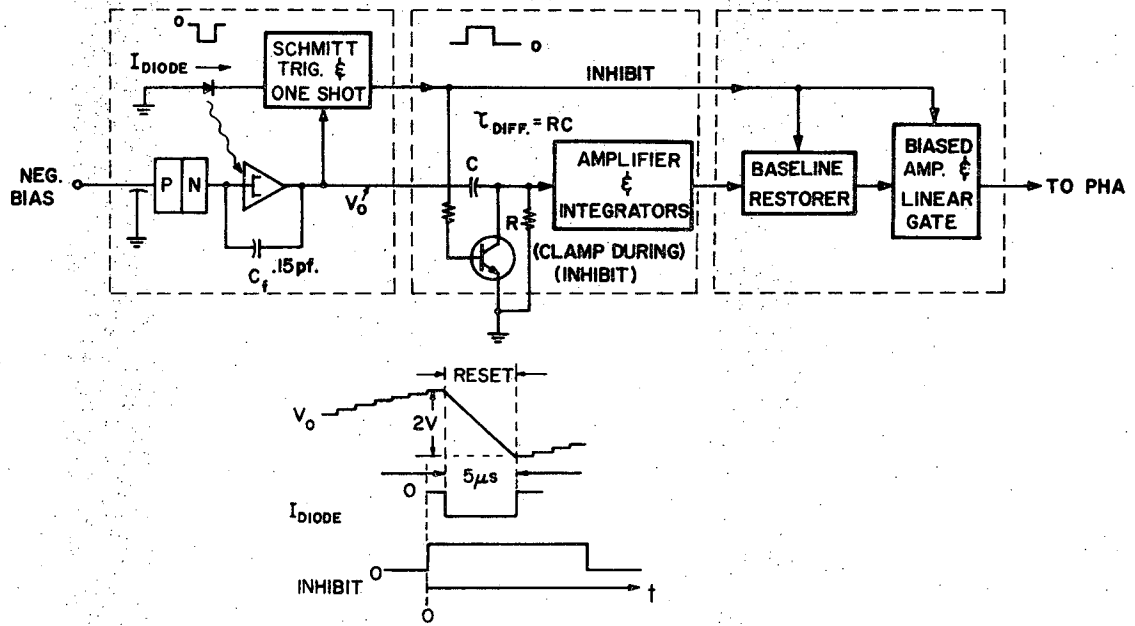 0
I DIODE
SCHMITT
TRIG. &
ONE SHOT
NEG.
BIAS
P N
V0
Cf .15pf.
0
INHIBIT
τ DIFF. = RC
C
R
AMPLIFIER
&
INTEGRATORS
(CLAMP DURING)
(INHIBIT)
BASELINE
RESTORER
BIASED
AMP. &
LINEAR
GATE
TO PHA
RESET
V0
2V
5μs
0
I DIODE
0
INHIBIT
t
0